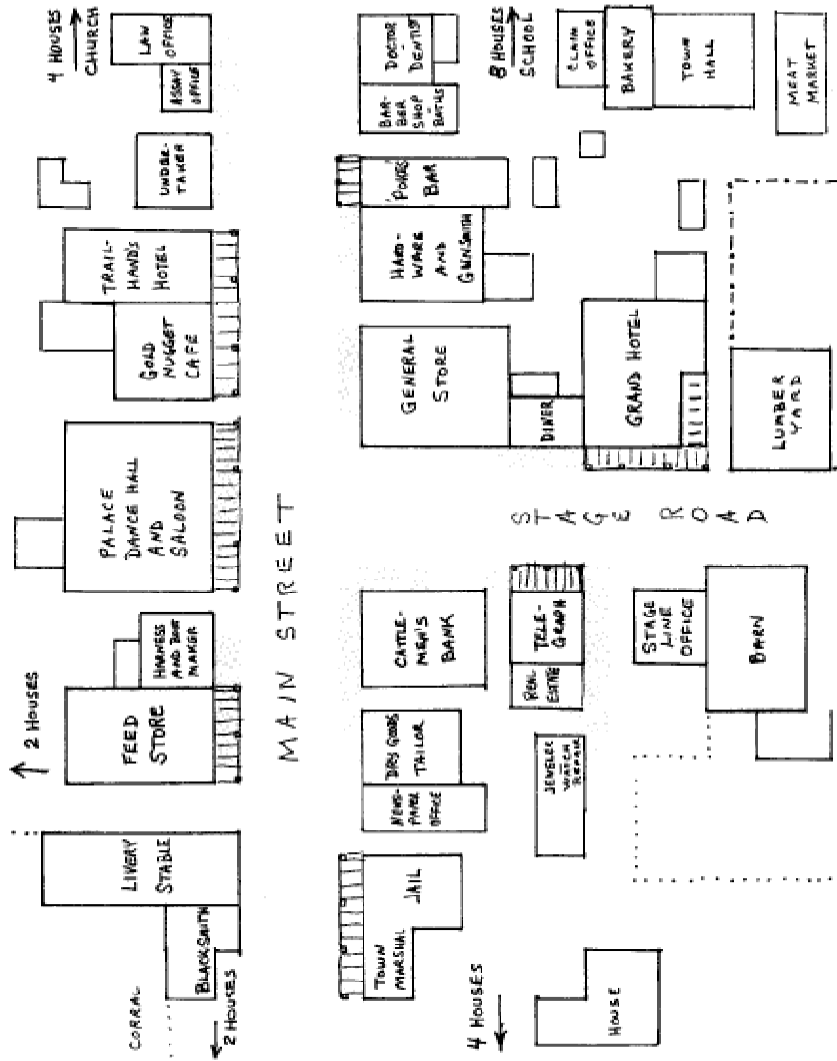 CORRAL
2 HOUSES
BLACKSMITH
LIVERY
STABLE
2 HOUSES
FEED
STORE
HARNESS
AND BOOT
MAKER
PALACE
DANCE HALL
AND
SALOON
GOLD
NUGGET
CAFE
TRAIL-
HAND'S
HOTEL
UNDER-
TAKER
ASSAY
OFFICE
LAW
OFFICE
4 HOUSES
CHURCH
MAIN STREET
TOWN
MARSHAL
JAIL
NEWS-
PAPER
OFFICE
DRY GOODS
TAILOR
CATTLE-
MEN'S
BANK
GENERAL
STORE
HARD-
WARE
AND
GUNSMITH
'POKES'
BAR
BAR-
BER
SHOP
BATHS
DOCTOR
-
DENTIST
4 HOUSES
HOUSE
JEWELER
-
WATCH
REPAIR
REAL
ESTATE
TELE-
GRAPH
STAGE
LINE
OFFICE
BARN
STAGE ROAD
DINER
GRAND HOTEL
LUMBER
YARD
8 HOUSES
SCHOOL
CLAIM
OFFICE
BAKERY
TOWN
HALL
MEAT
MARKET